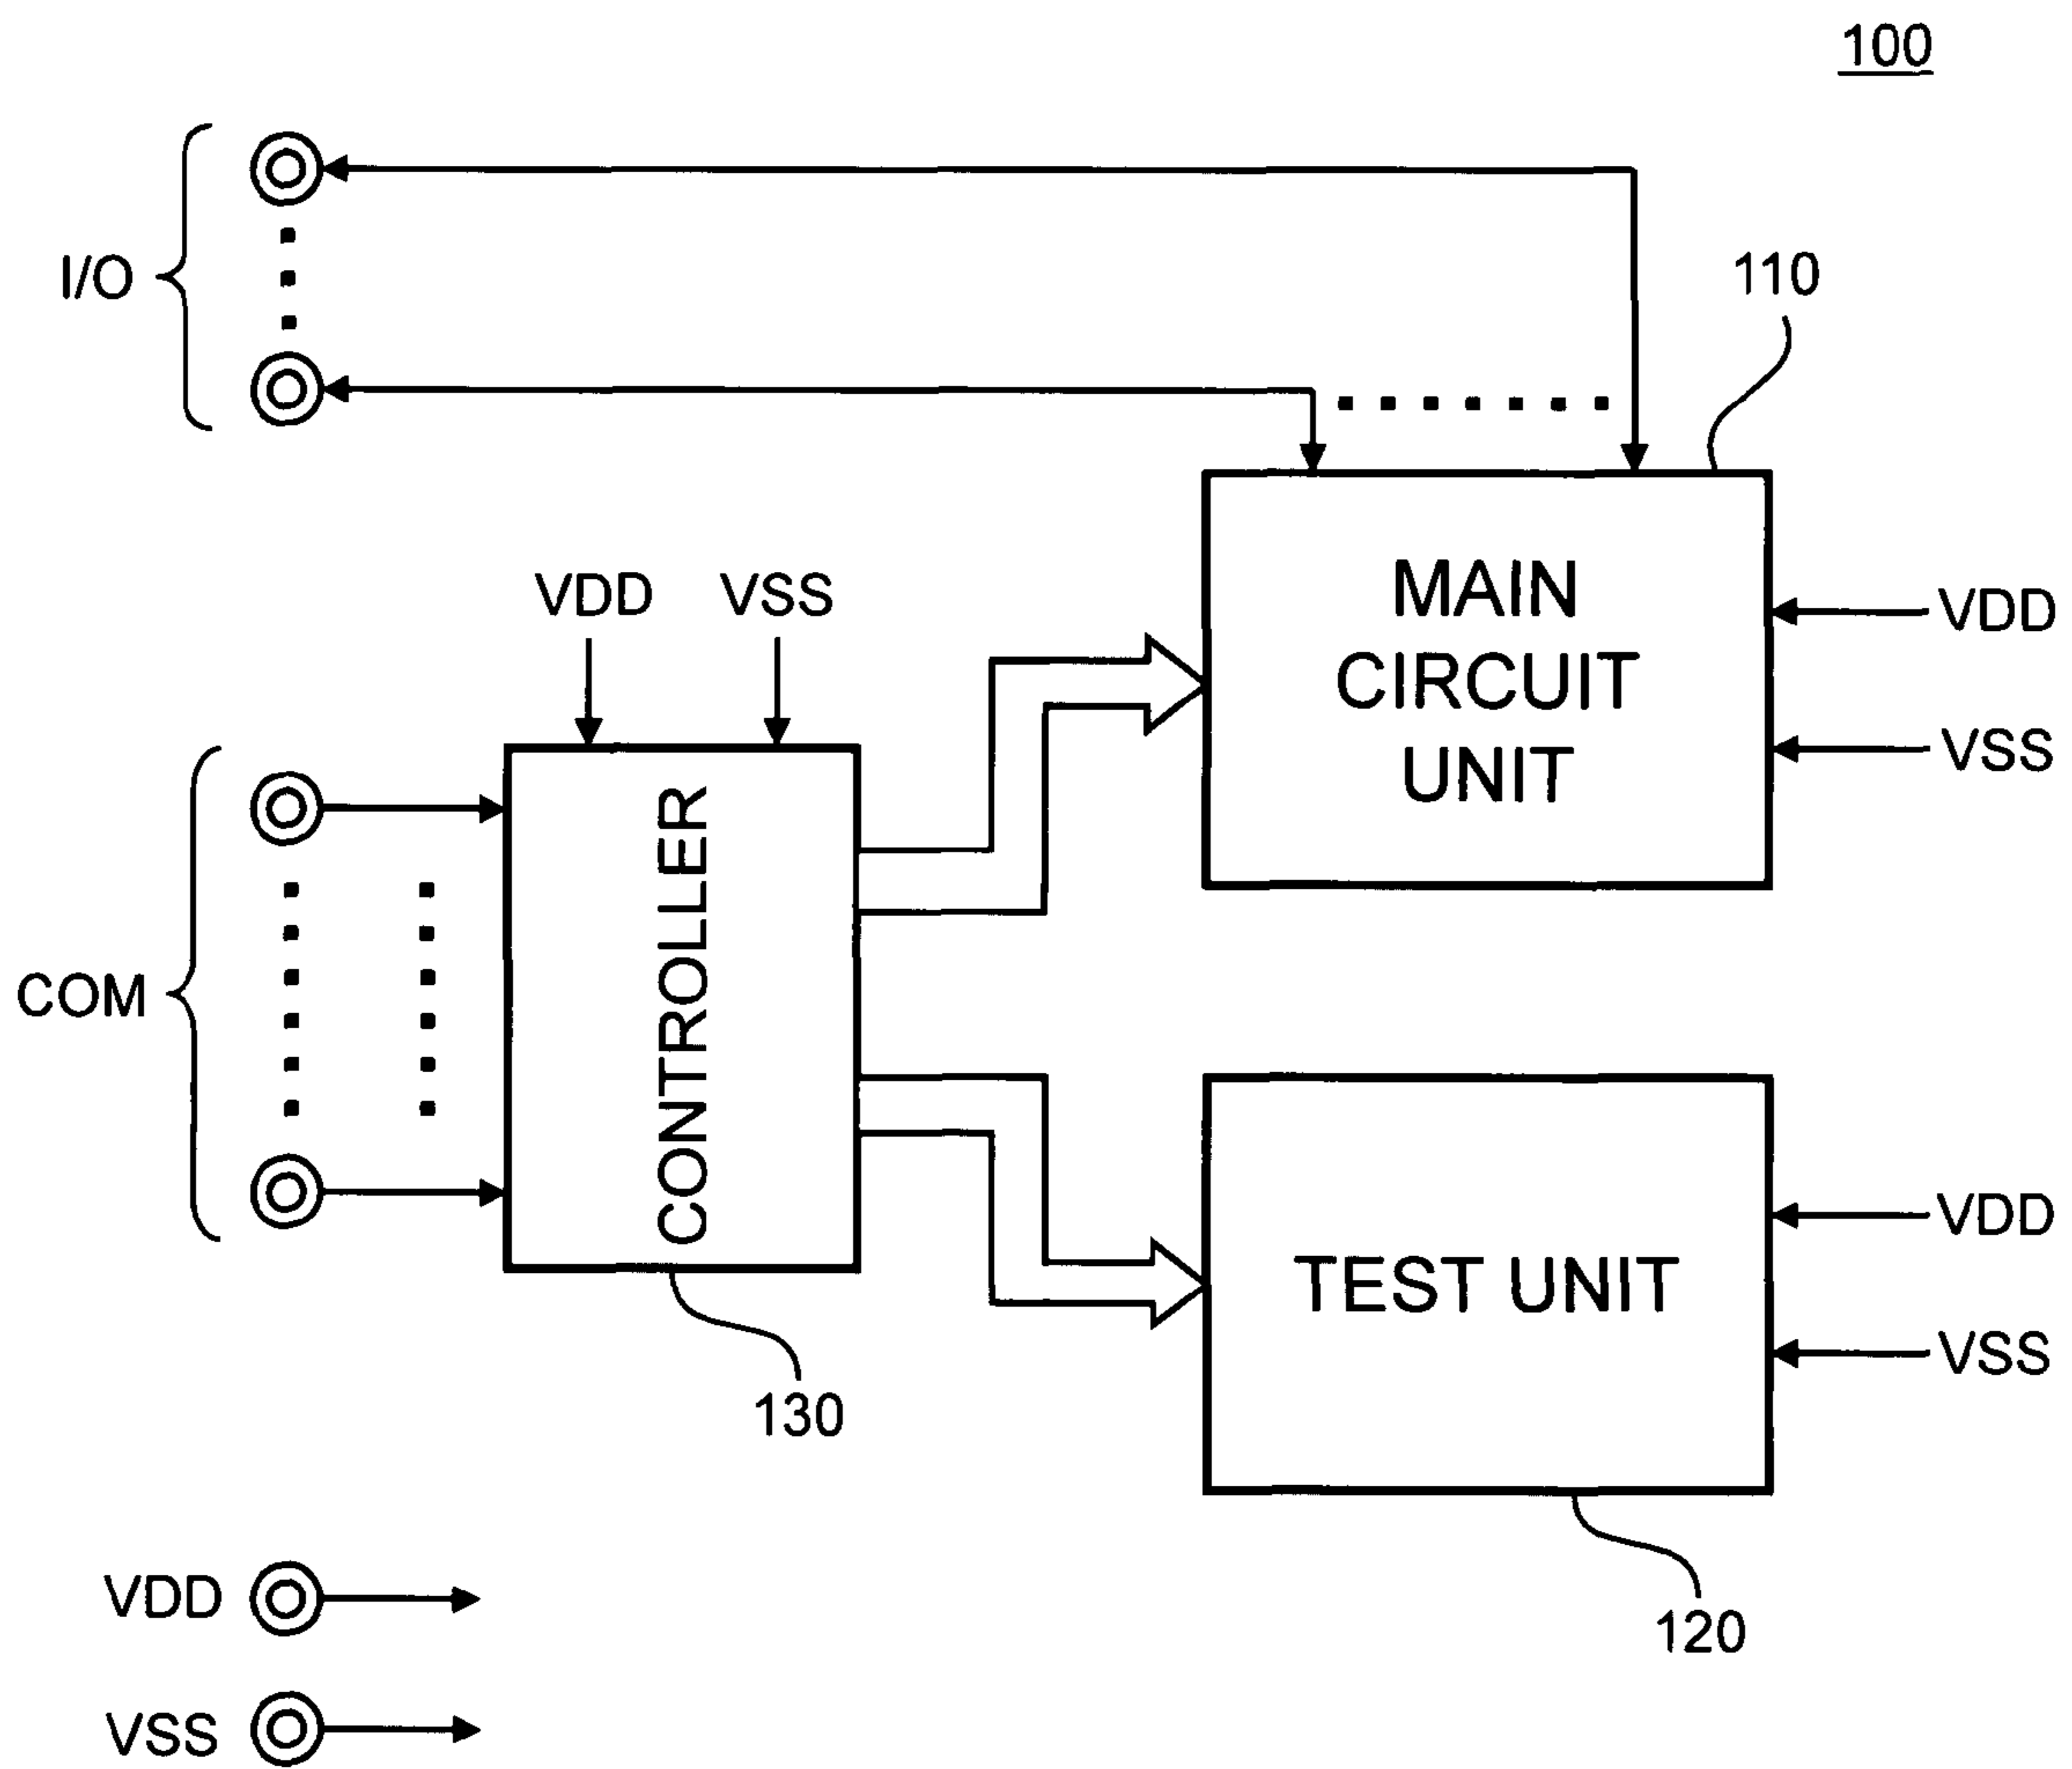 100
I/O
110
VDD VSS
MAIN
CIRCUIT
UNIT
VDD
VSS
COM
CONTROLLER
TEST UNIT
VDD
VSS
130
120
VDD
VSS